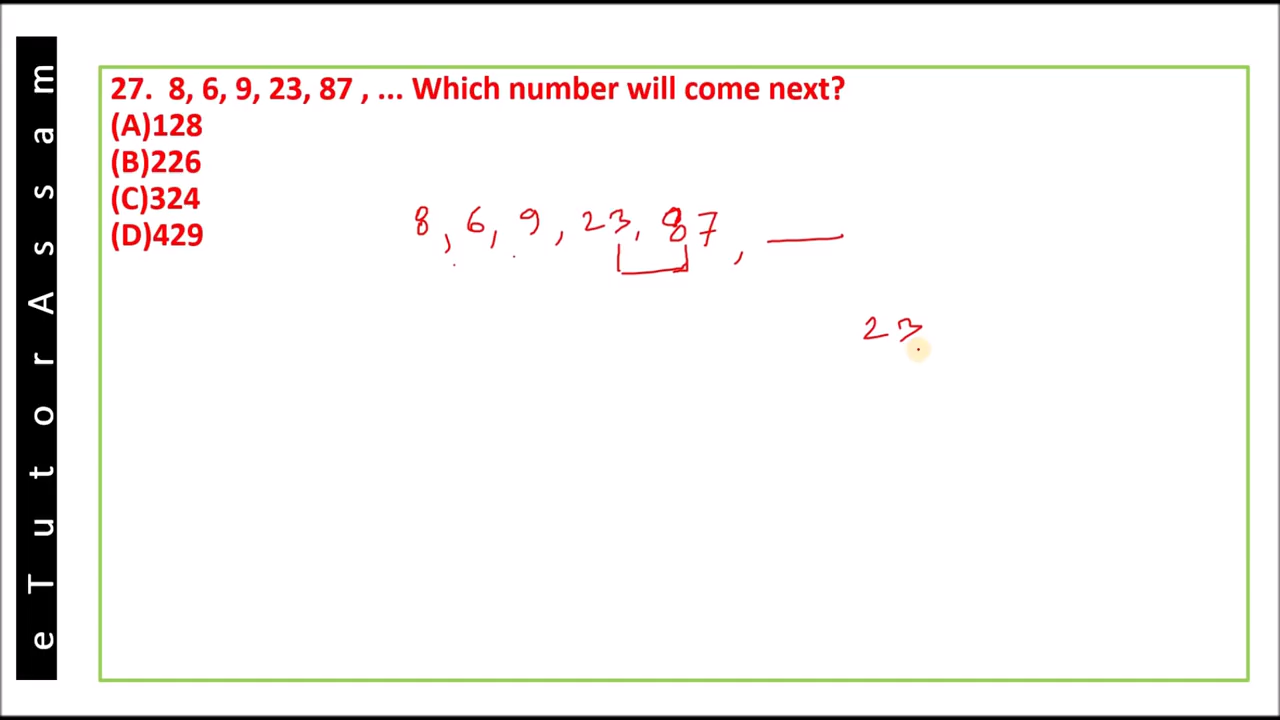 eTutorAssam
27. 8, 6, 9, 23, 87 , ... Which number will come next?
(A)128
(B)226
(C)324
(D)429
8, 6, 9, 23, 87, ___
23